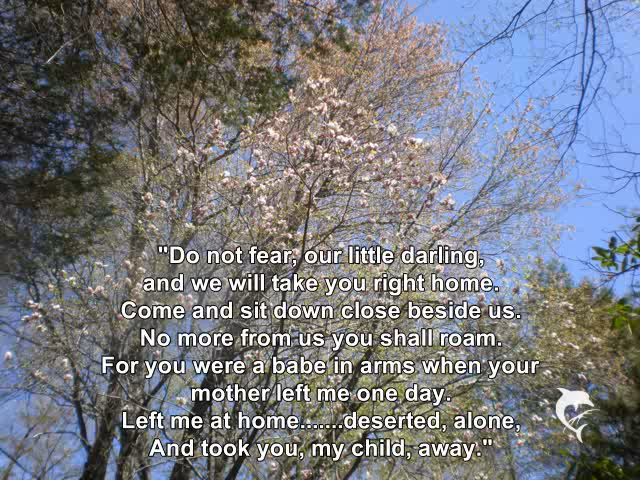 "Do not fear, our little darling,
and we will take you right home.
Come and sit down close beside us.
No more from us you shall roam.
For you were a babe in arms when your
mother left me one day.
Left me at home.......deserted, alone,
And took you, my child, away."